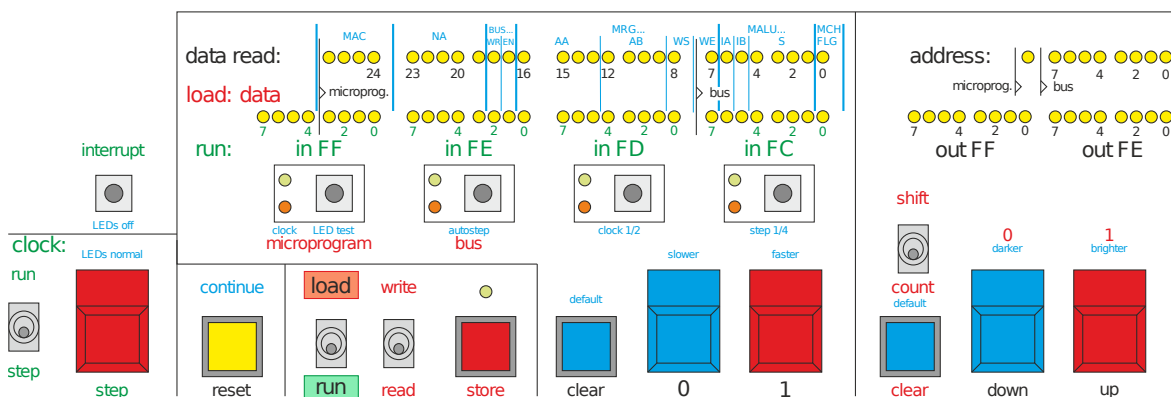 MAC NA BUS... MRG... MALU... MCH
WR EN AA AB WS WE IA IB S FLG
data read: address:
24 23 20 16 15 12 8 7 4 2 0 7 4 2 0
load: data microprog. bus microprog. bus
7 4 2 0 7 4 2 0 7 4 2 0 7 4 2 0 7 4 2 0 7 4 2 0
run: in FF in FE in FD in FC out FF out FE
interrupt
LEDs off
clock LED test autostep clock 1/2 step 1/4
microprogram bus
shift
clock: LEDs normal slower faster 0 1
darker brighter
run continue load write default count
default
step reset run read store clear 0 1 clear down up
step